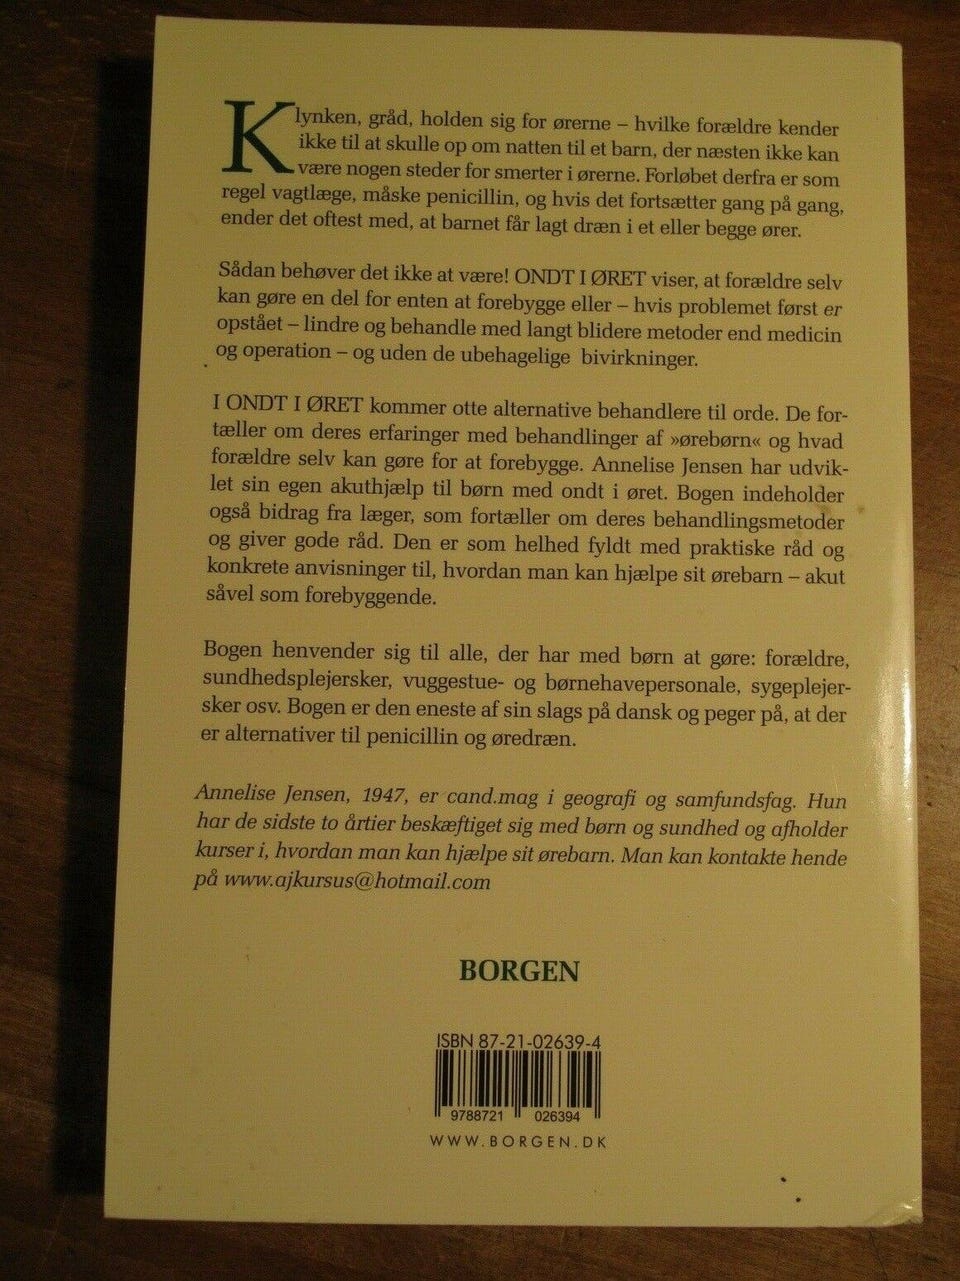 Klynken, gråd, holden sig for ørerne – hvilke forældre kender
ikke til at skulle op om natten til et barn, der næsten ikke kan
være nogen steder for smerter i ørerne. Forløbet derfra er som
regel vagtlæge, måske penicillin, og hvis det fortsætter gang på gang,
ender det oftest med, at barnet får lagt dræn i et eller begge ører.
Sådan behøver det ikke at være! ONDT I ØRET viser, at forældre selv
kan gøre en del for enten at forebygge eller – hvis problemet først er
opstået – lindre og behandle med langt blidere metoder end medicin
og operation – og uden de ubehagelige bivirkninger.
I ONDT I ØRET kommer otte alternative behandlere til orde. De for-
tæller om deres erfaringer med behandlinger af »ørebørn« og hvad
forældre selv kan gøre for at forebygge. Annelise Jensen har udvik-
let sin egen akuthjælp til børn med ondt i øret. Bogen indeholder
også bidrag fra læger, som fortæller om deres behandlingsmetoder
og giver gode råd. Den er som helhed fyldt med praktiske råd og
konkrete anvisninger til, hvordan man kan hjælpe sit ørebarn – akut
såvel som forebyggende.
Bogen henvender sig til alle, der har med børn at gøre: forældre,
sundhedsplejersker, vuggestue- og børnehavepersonale, sygeplejer-
sker osv. Bogen er den eneste af sin slags på dansk og peger på, at der
er alternativer til penicillin og øredræn.
Annelise Jensen, 1947, er cand.mag i geografi og samfundsfag. Hun
har de sidste to årtier beskæftiget sig med børn og sundhed og afholder
kurser i, hvordan man kan hjælpe sit ørebarn. Man kan kontakte hende
på www.ajkursus@hotmail.com
BORGEN
ISBN 87-21-02639-4
9788721 026394
WWW.BORGEN.DK